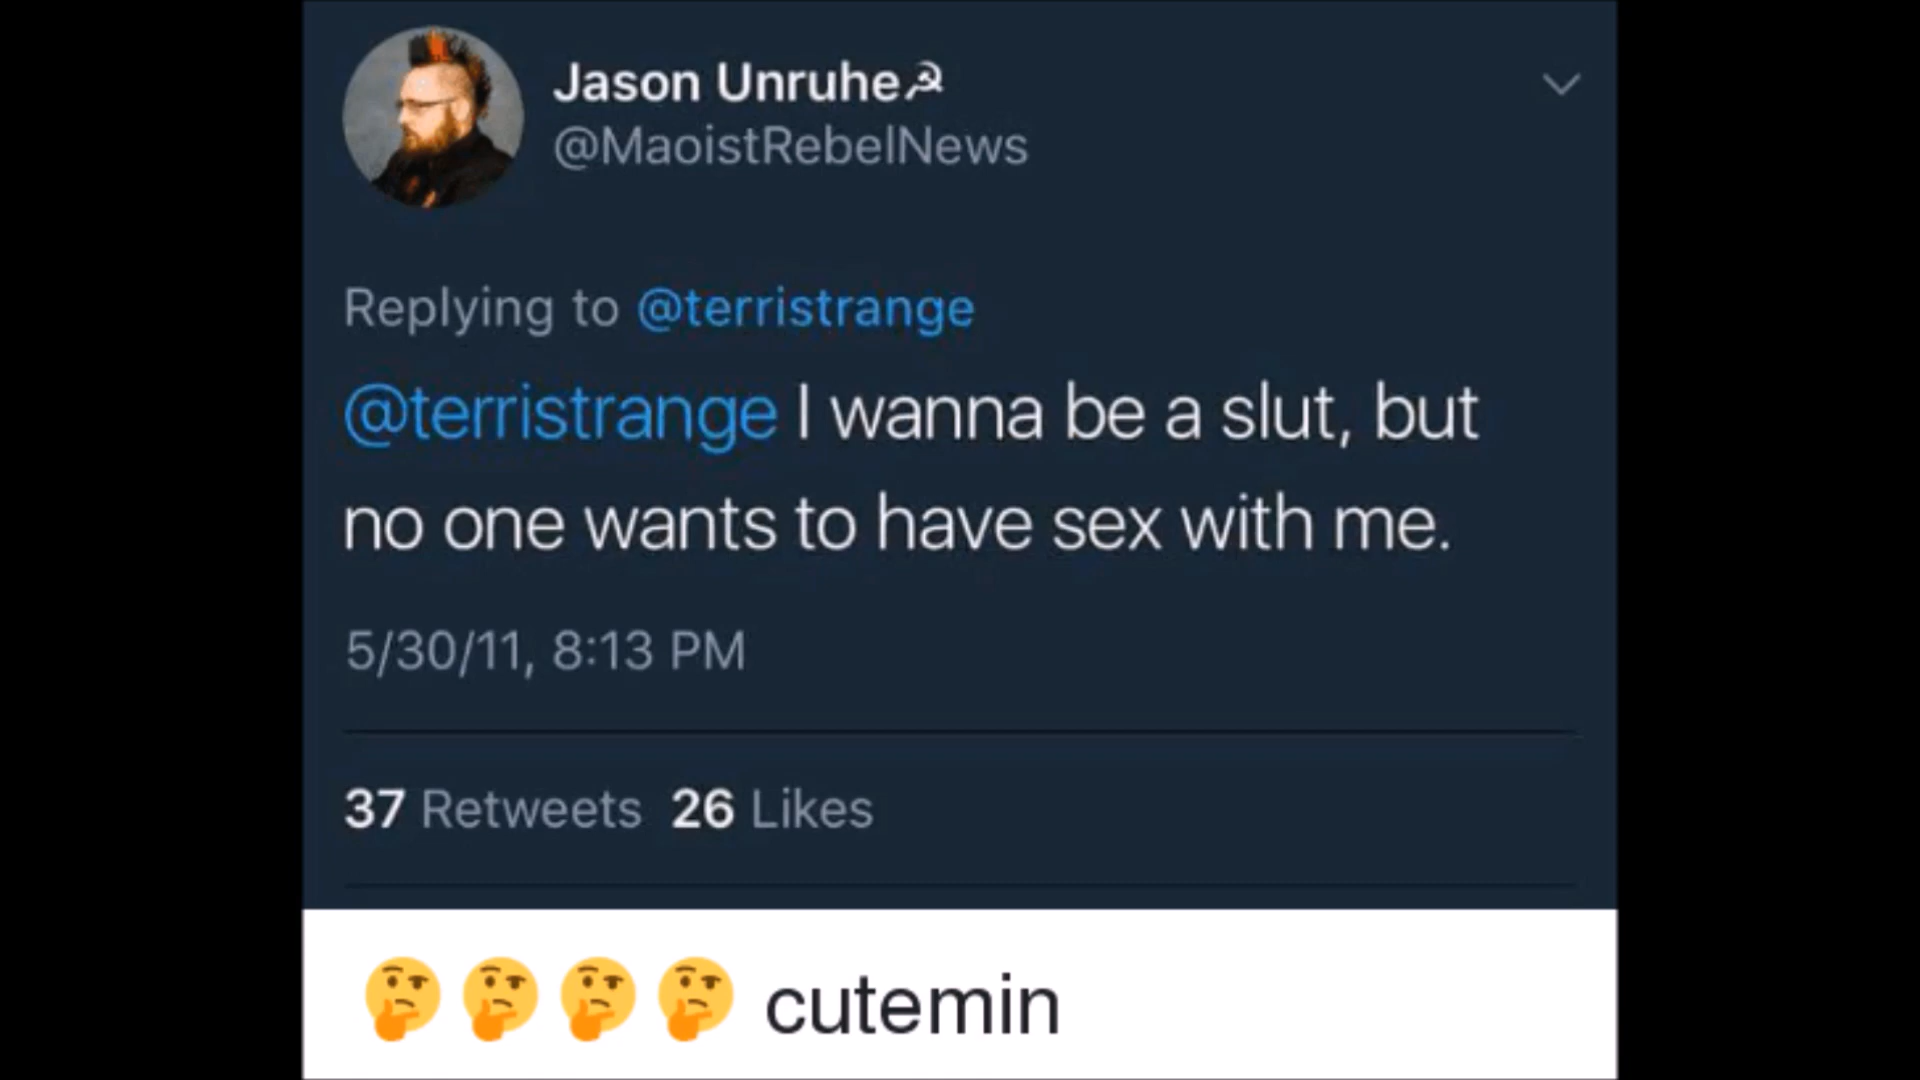 Jason Unruhe☭
@MaoistRebelNews
Replying to @terristrange
@terristrange I wanna be a slut, but
no one wants to have sex with me.
5/30/11, 8:13 PM
37 Retweets 26 Likes
🤔🤔🤔🤔 cutemin